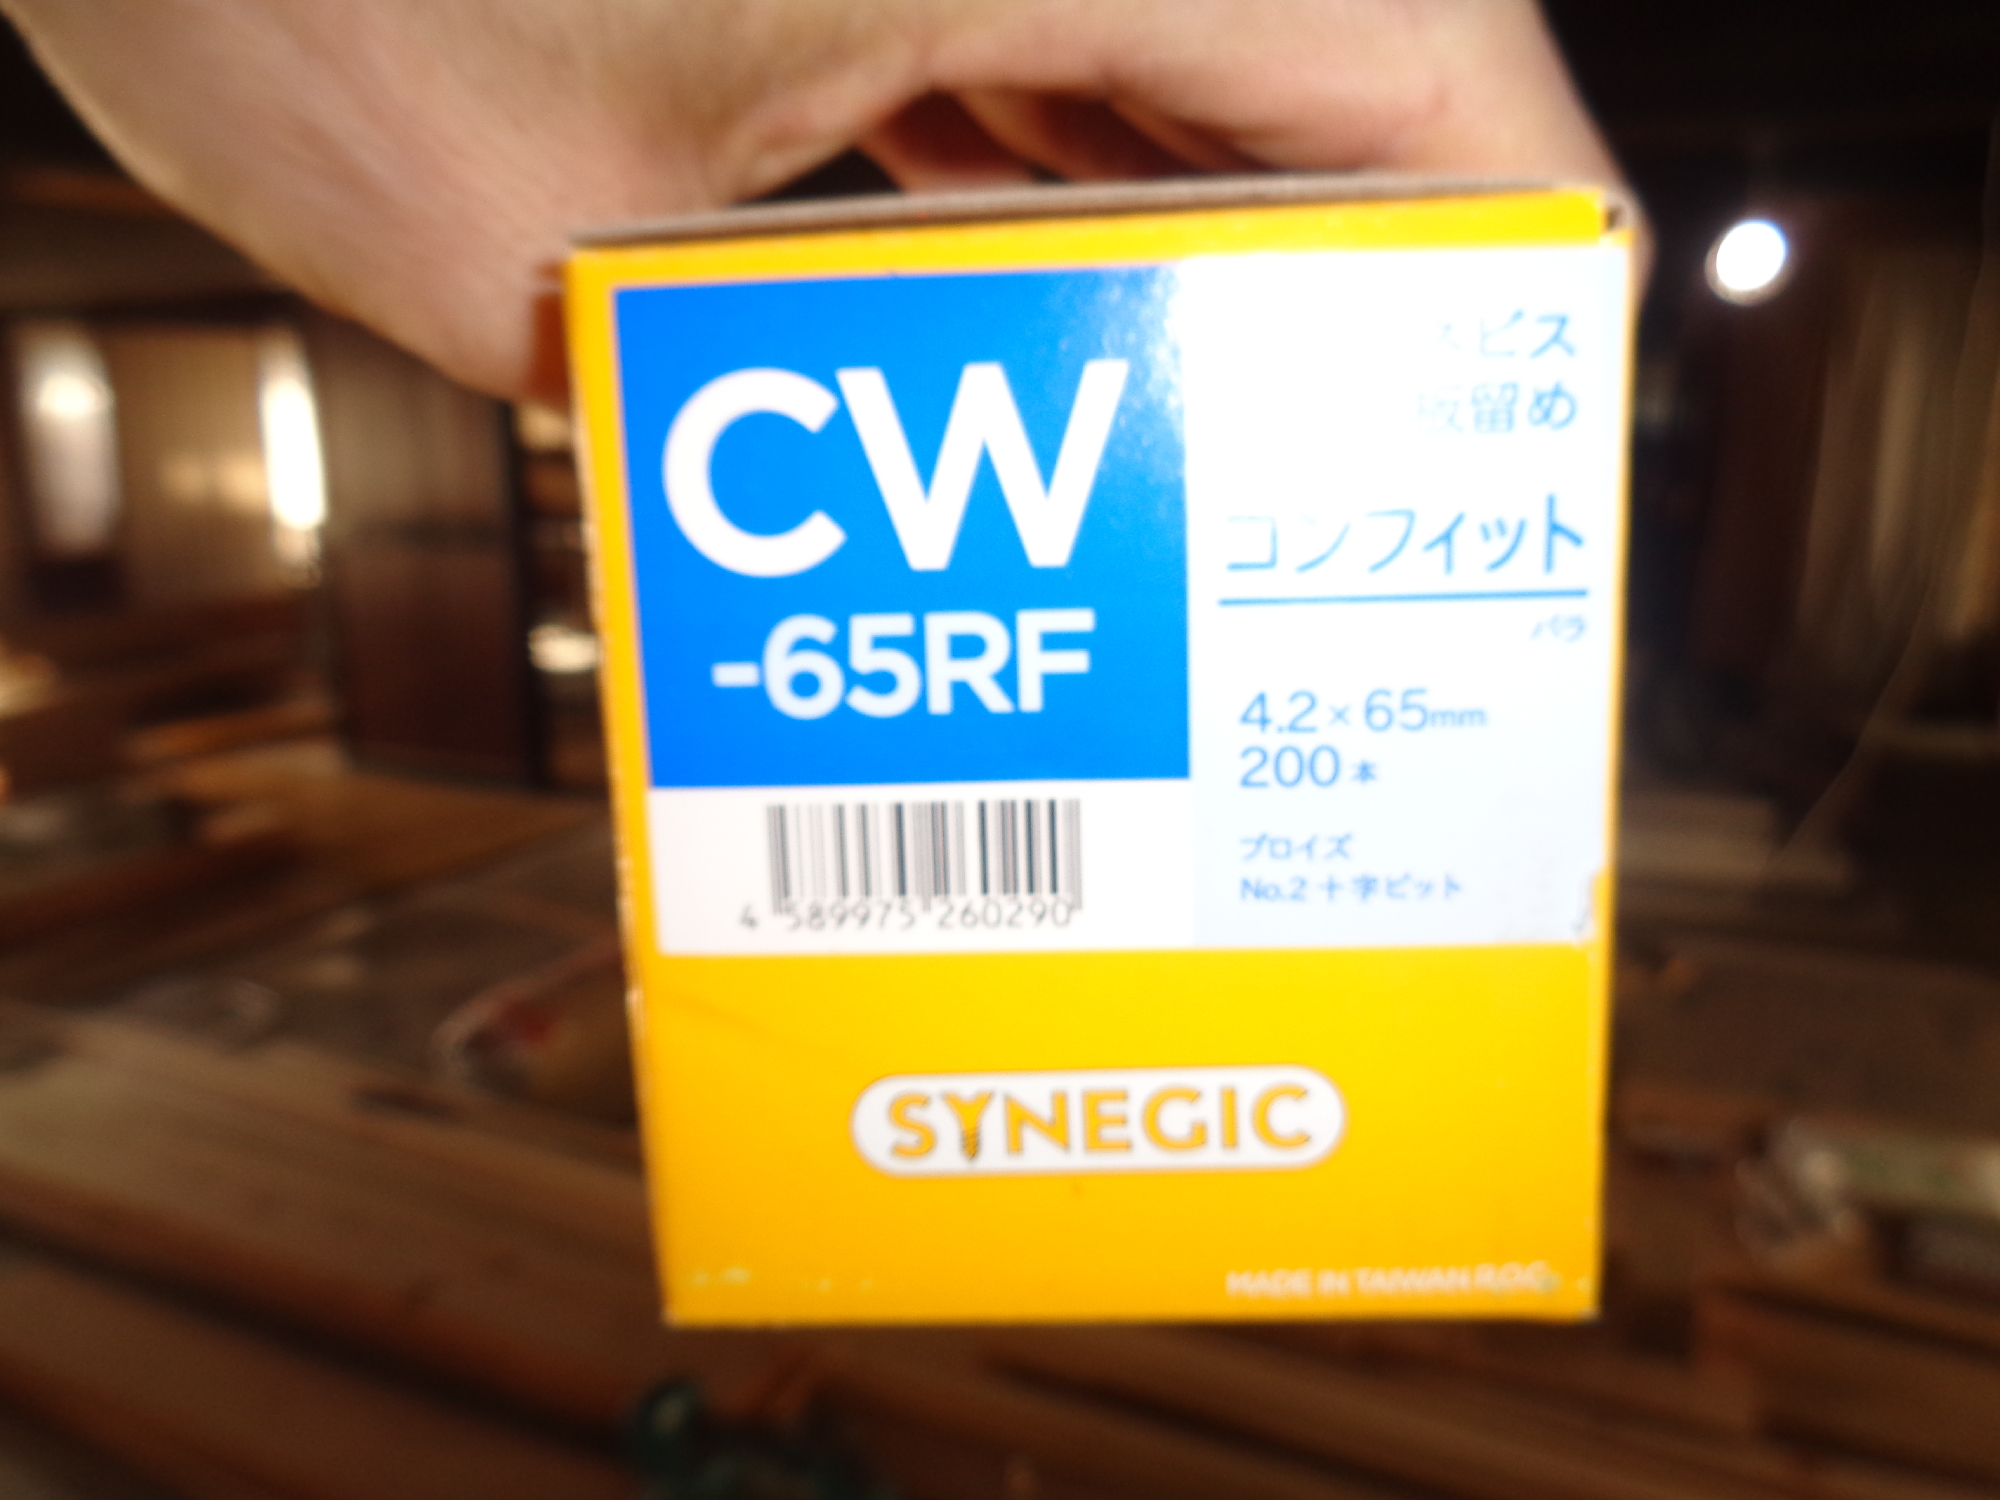 CW
-65RF
ビス
留め
コンフィット
バラ
4.2×65mm
200本
ブロイズ
No.2十字ビット
4 589975 260290
SYNEGIC
MADE IN TAIWAN R.O.C.